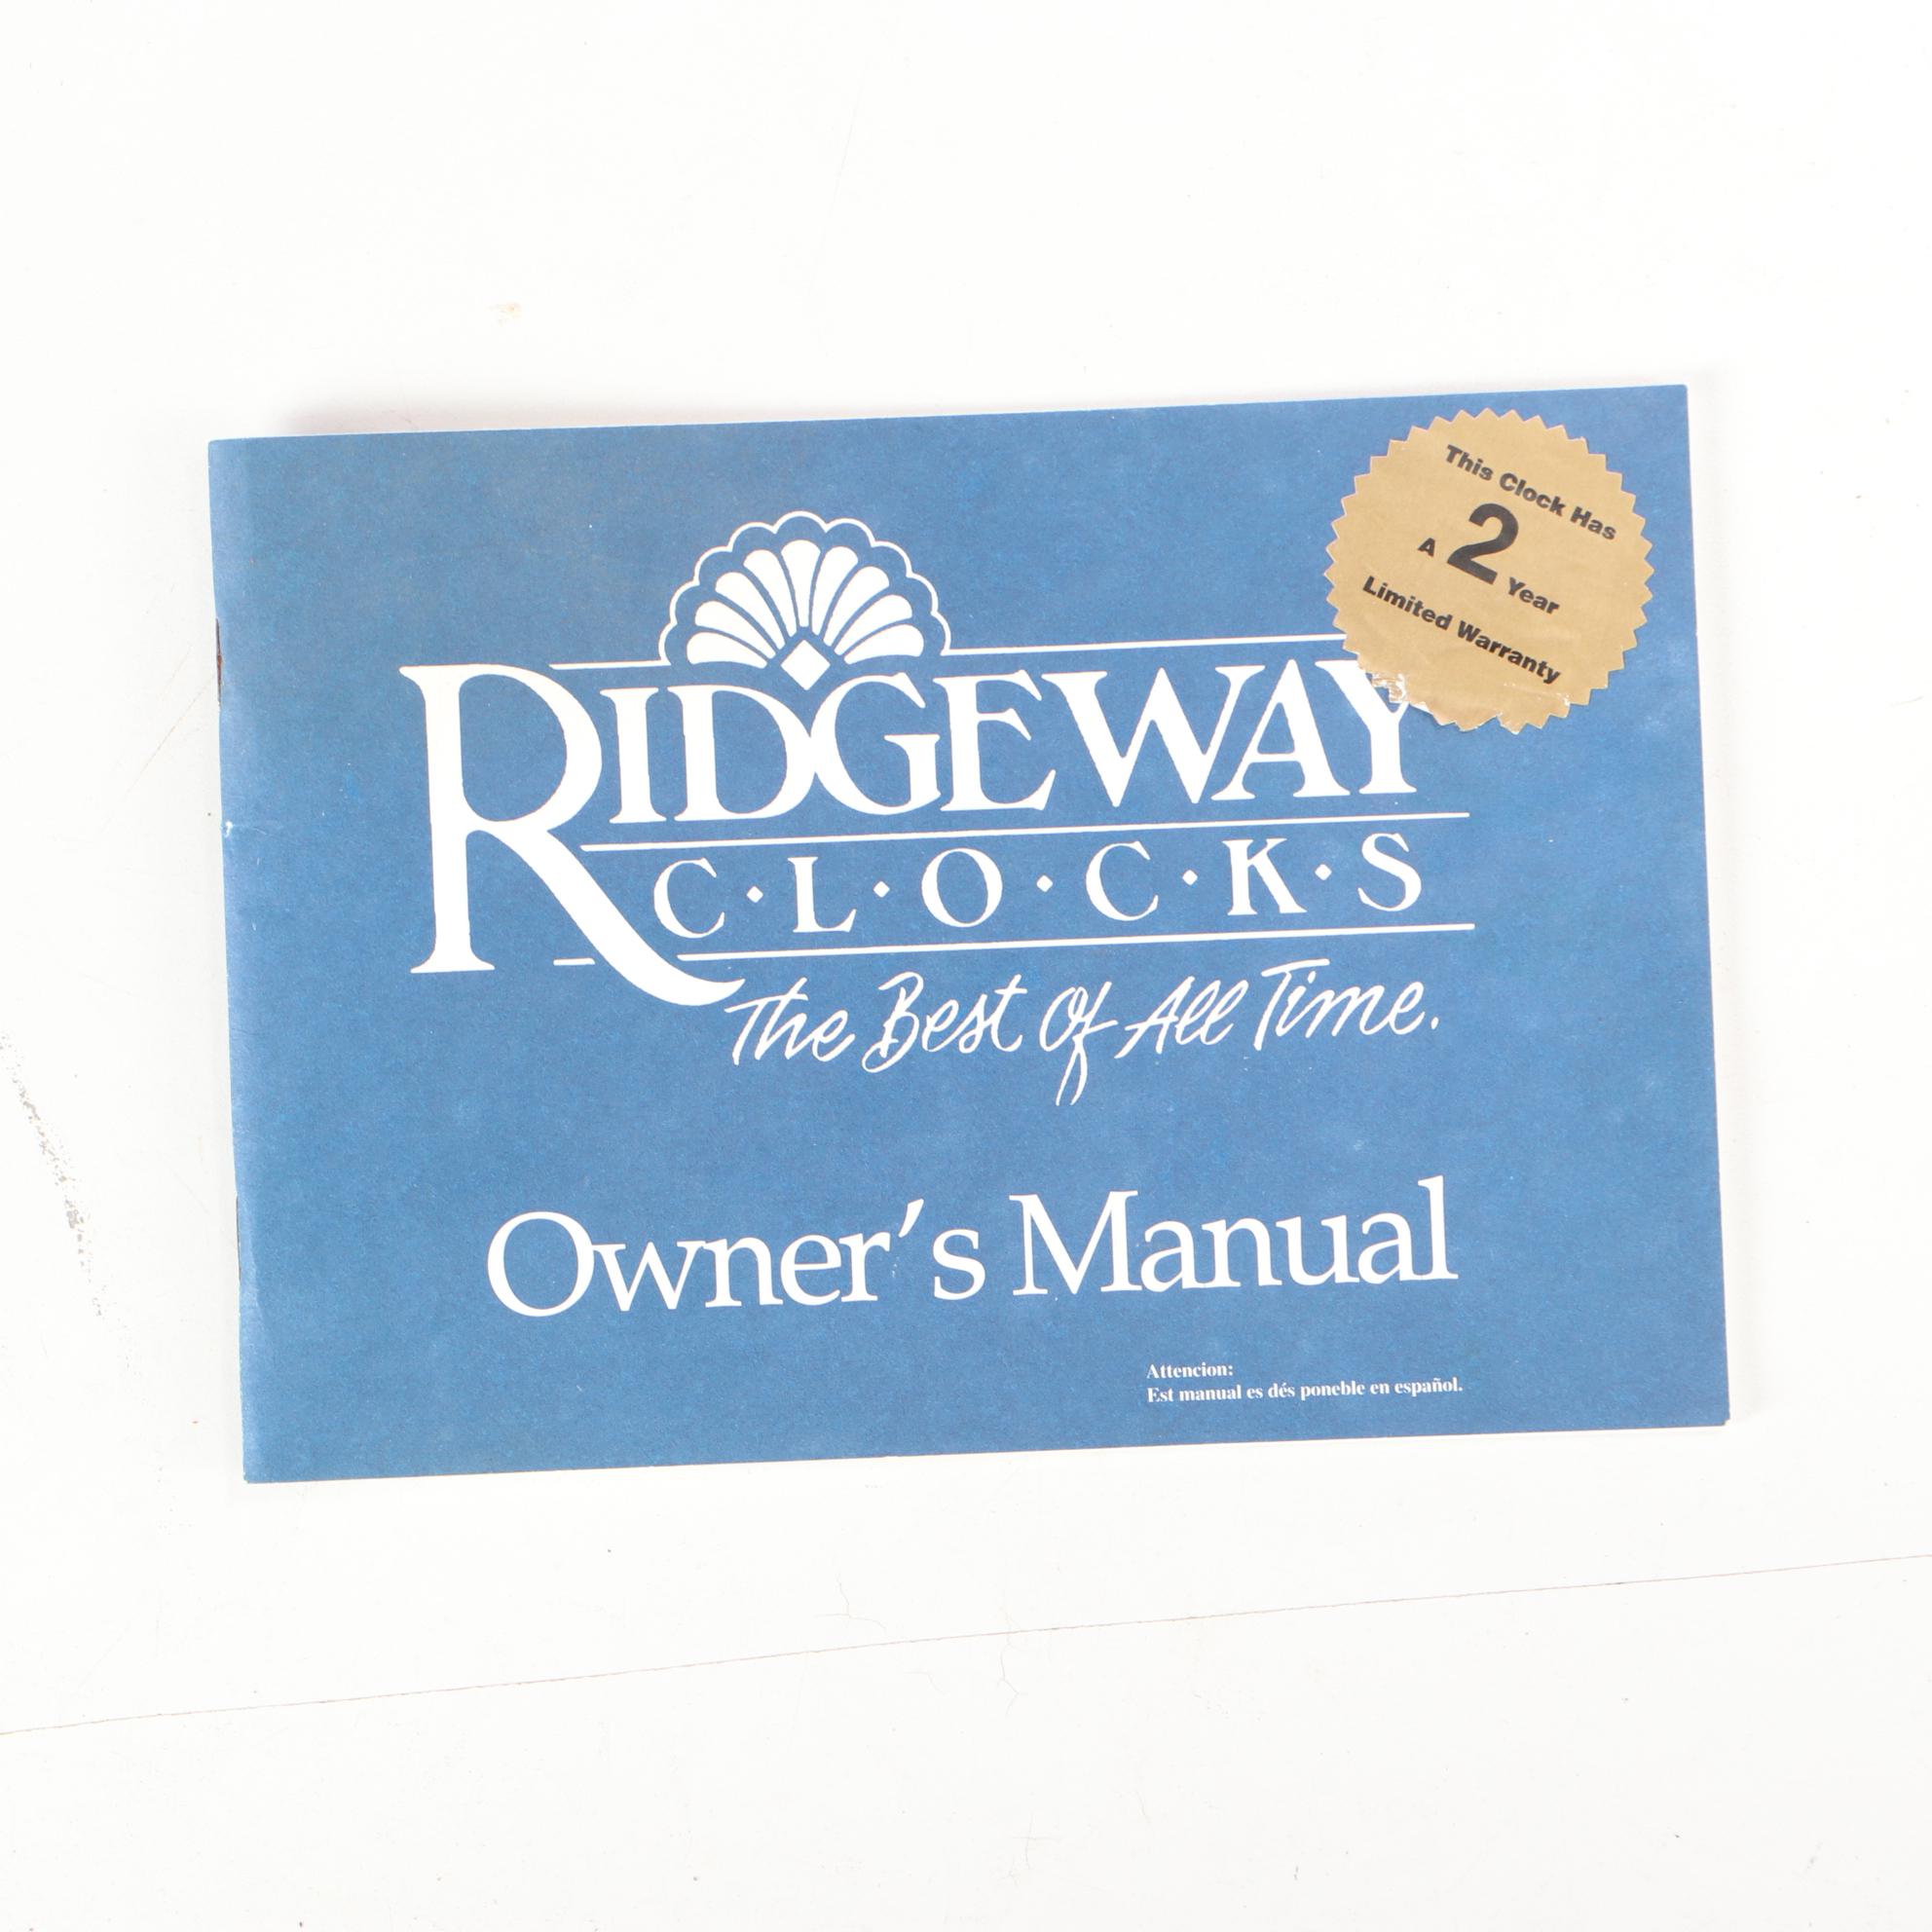 This Clock Has
A 2 Year
Limited Warranty
RIDGEWAY
C·L·O·C·K·S
The Best Of All Time.
Owner's Manual
Attencion:
Est manual es dés poneble en español.